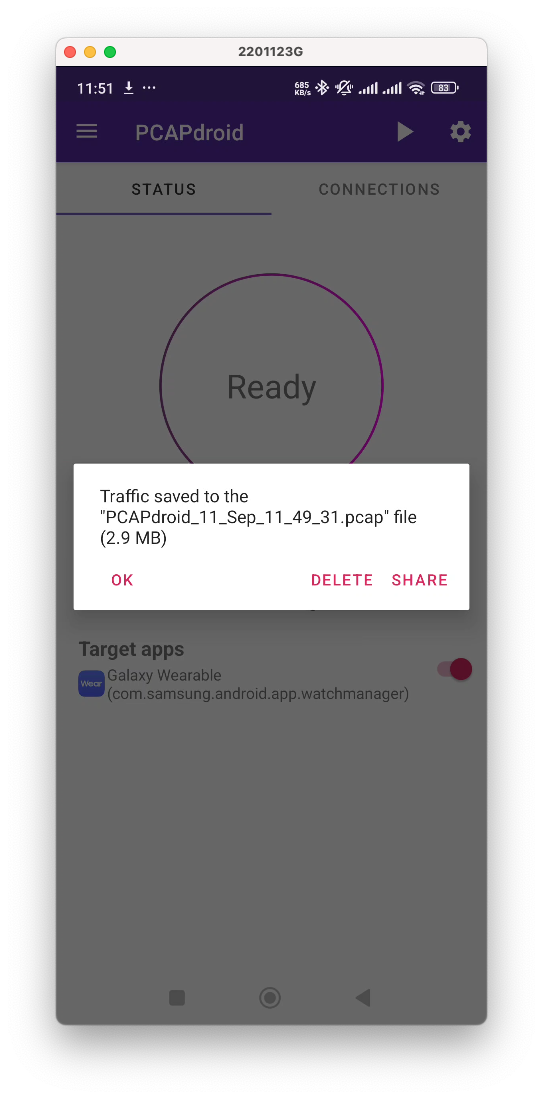 2201123G
11:51
685
KB/s
83
PCAPdroid
STATUS
CONNECTIONS
Ready
Traffic saved to the
"PCAPdroid_11_Sep_11_49_31.pcap" file
(2.9 MB)
OK
DELETE
SHARE
Target apps
Wear
Galaxy Wearable
(com.samsung.android.app.watchmanager)